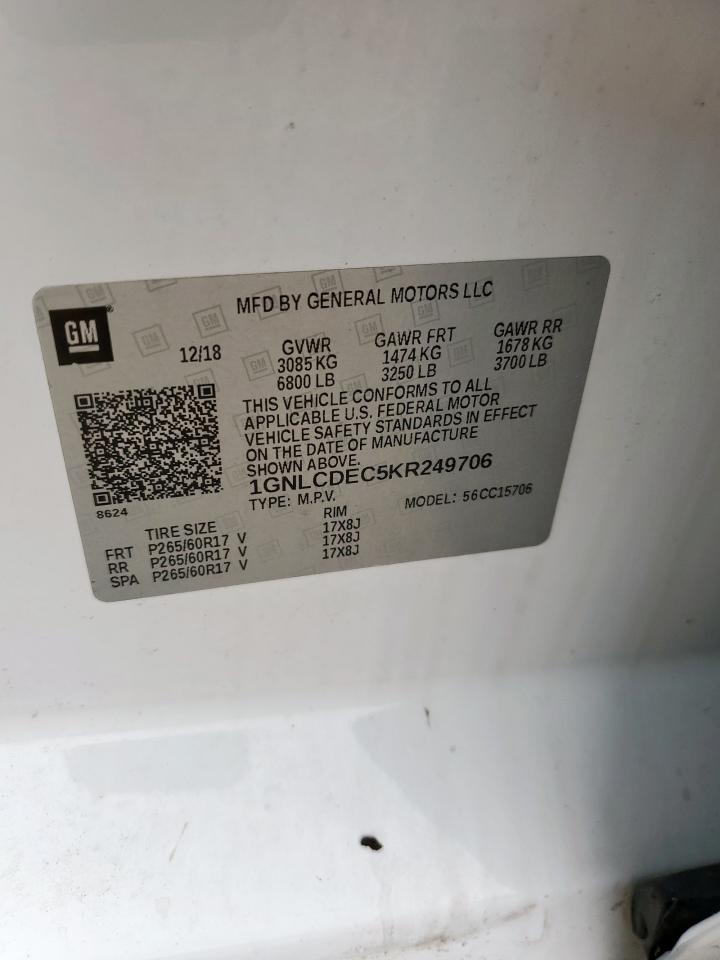 MFD BY GENERAL MOTORS LLC
GM
12/18
GVWR
3085 KG
6800 LB
GAWR FRT
1474 KG
3250 LB
GAWR RR
1678 KG
3700 LB
THIS VEHICLE CONFORMS TO ALL
APPLICABLE U.S. FEDERAL MOTOR
VEHICLE SAFETY STANDARDS IN EFFECT
ON THE DATE OF MANUFACTURE
SHOWN ABOVE.
1GNLCDEC5KR249706
TYPE: M.P.V.
MODEL: 56CC15706
8624
TIRE SIZE RIM
FRT P265/60R17 V 17X8J
RR P265/60R17 V 17X8J
SPA P265/60R17 V 17X8J